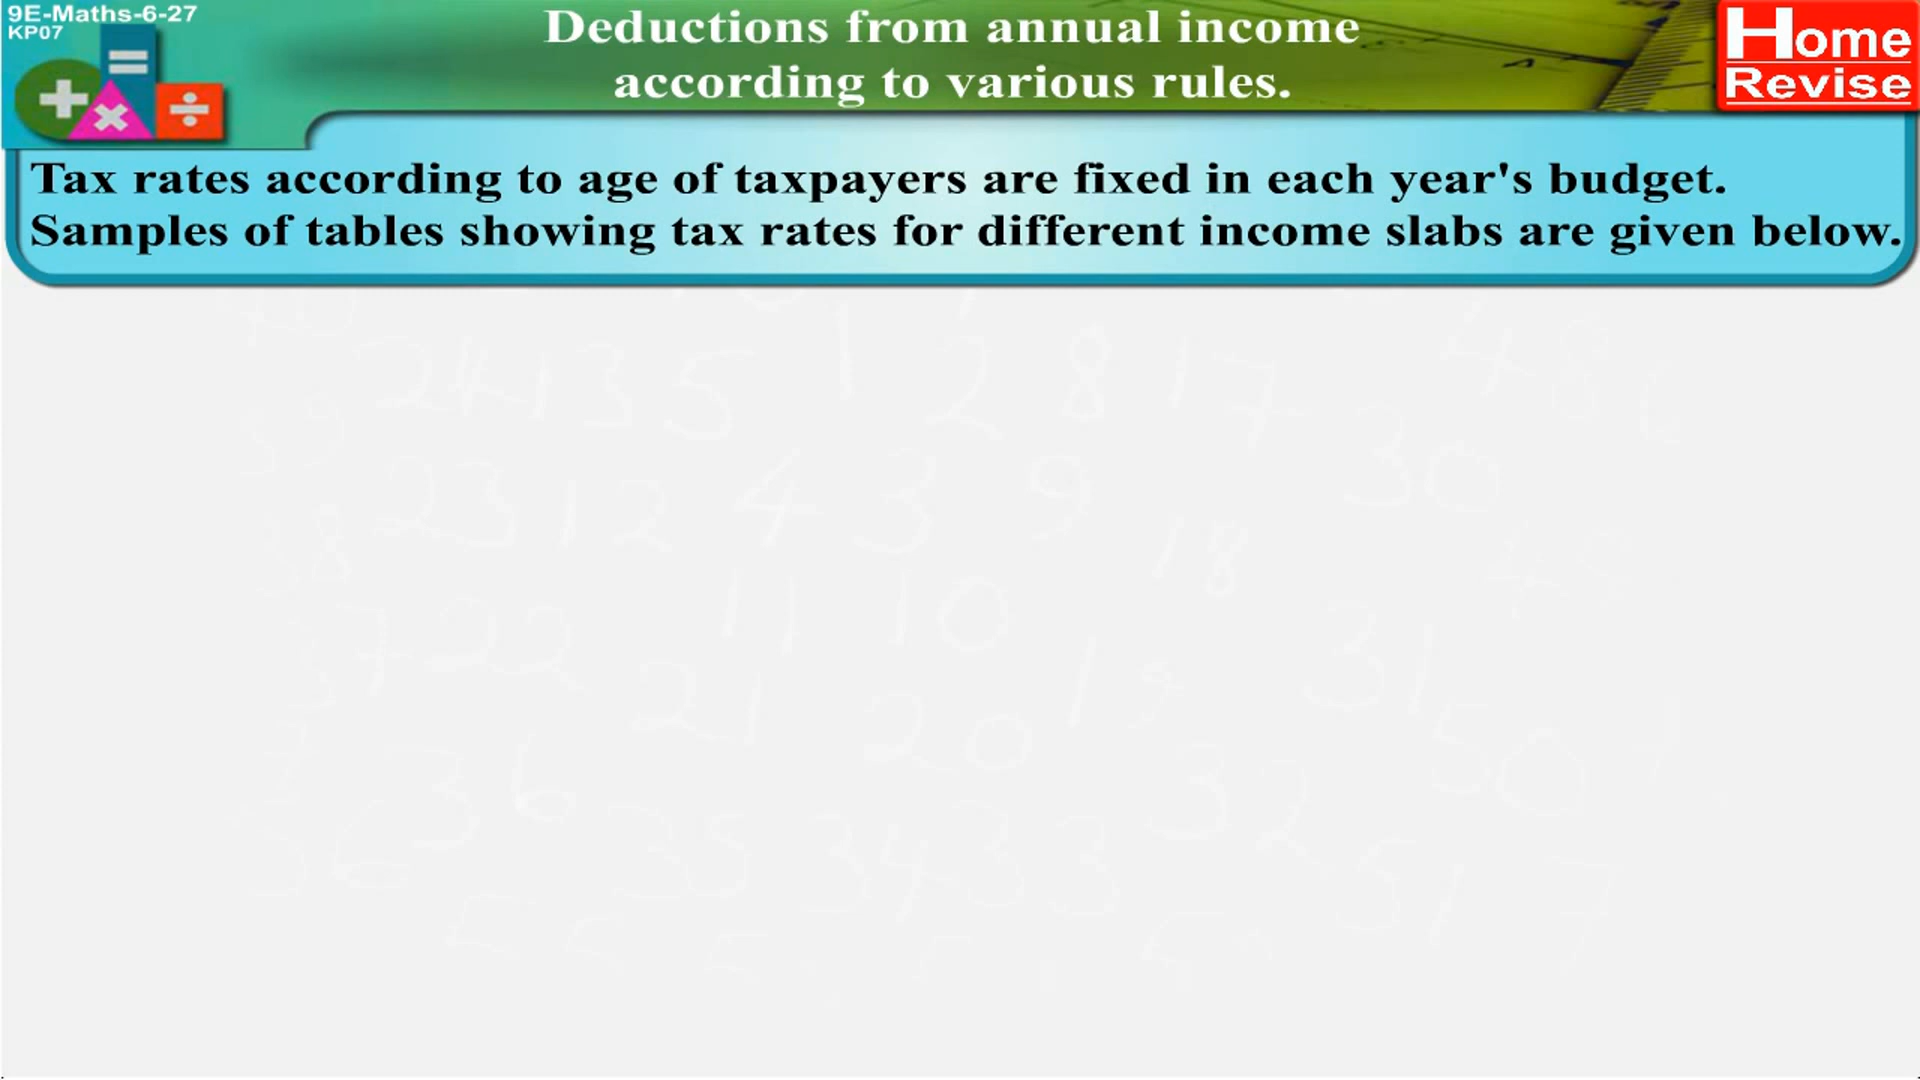 9E-Maths-6-27
KP07
Deductions from annual income
according to various rules.
Home
Revise
Tax rates according to age of taxpayers are fixed in each year's budget.
Samples of tables showing tax rates for different income slabs are given below.